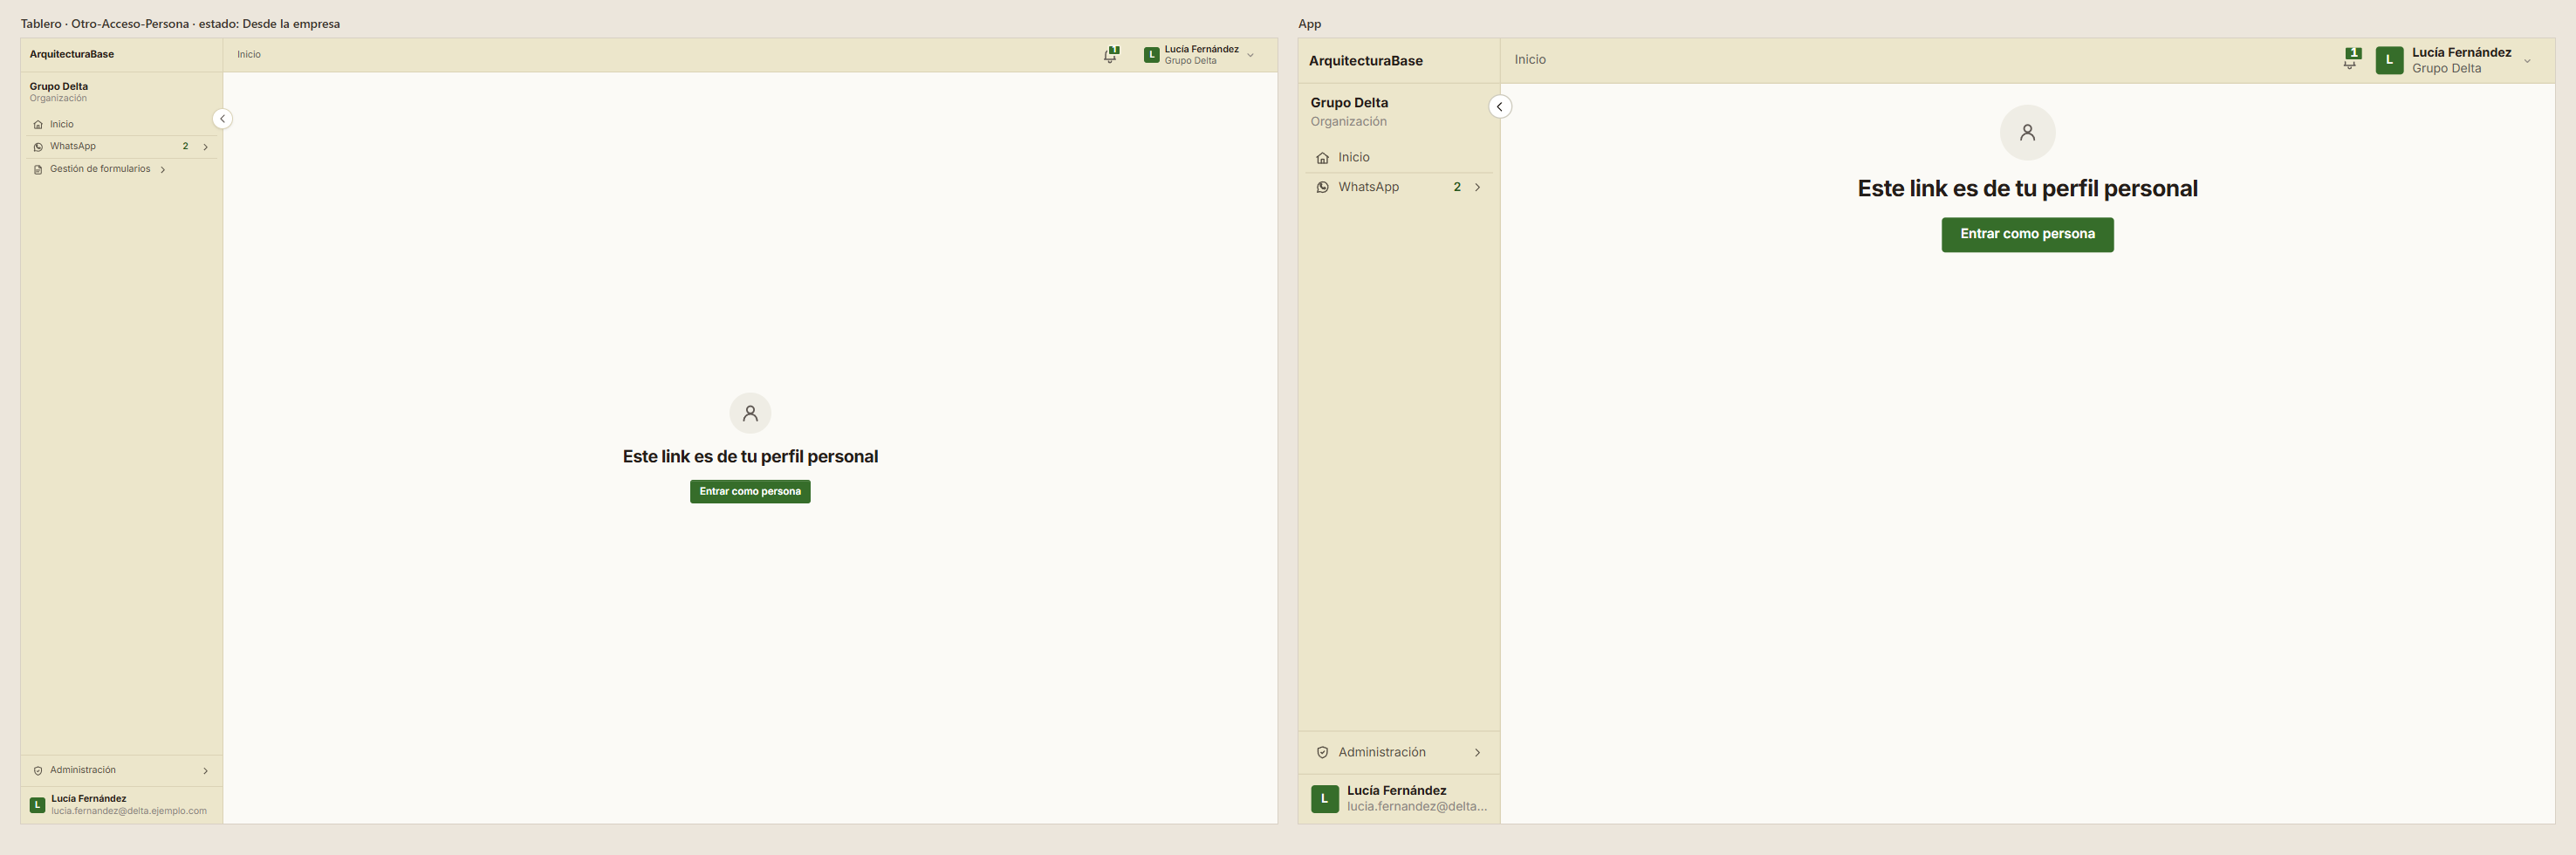 Tablero · Otro-Acceso-Persona · estado: Desde la empresa
ArquitecturaBase
Inicio
1
L
Lucía Fernández
Grupo Delta
Grupo Delta
Organización
Inicio
WhatsApp 2
Gestión de formularios
Este link es de tu perfil personal
Entrar como persona
Administración
L
Lucía Fernández
lucia.fernandez@delta.ejemplo.com
App
ArquitecturaBase
Inicio
1
L
Lucía Fernández
Grupo Delta
Grupo Delta
Organización
Inicio
WhatsApp 2
Este link es de tu perfil personal
Entrar como persona
Administración
L
Lucía Fernández
lucia.fernandez@delta...